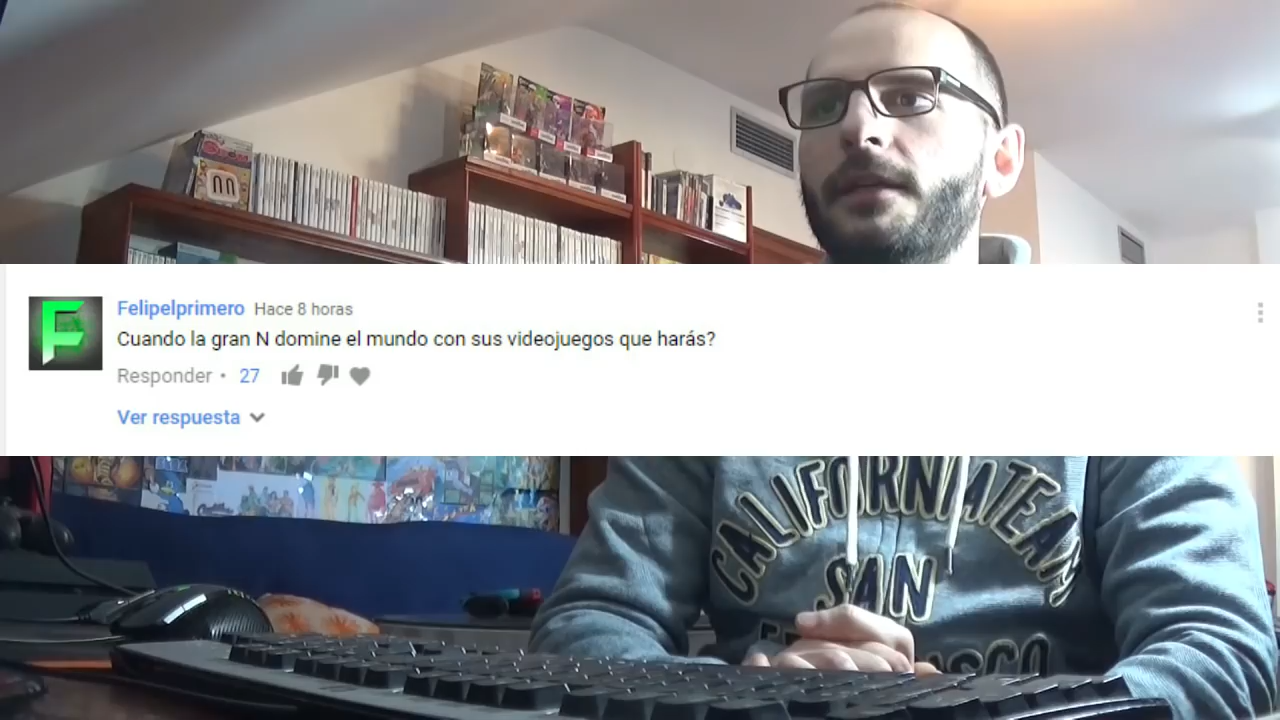 Felipelprimero Hace 8 horas
Cuando la gran N domine el mundo con sus videojuegos que harás?
Responder • 27
Ver respuesta
CALIFORNIA TEAM
SAN